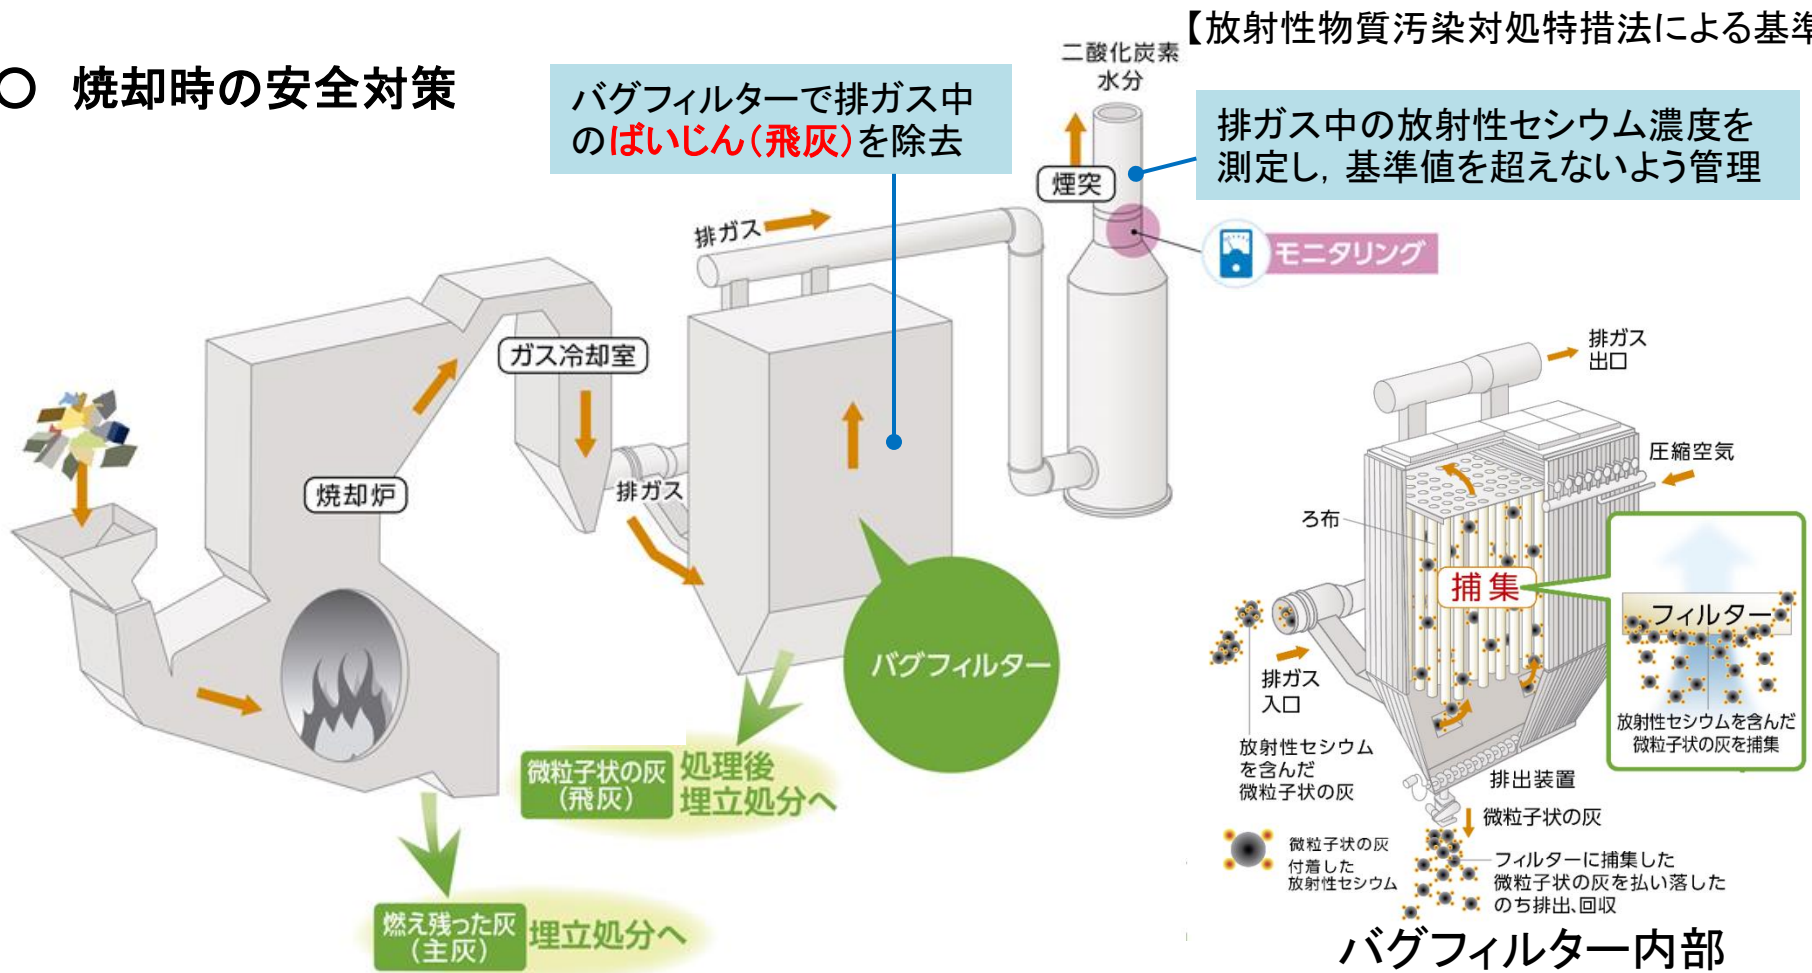 【放射性物質汚染対処特措法による基準
○ 焼却時の安全対策
バグフィルターで排ガス中
のばいじん(飛灰)を除去
二酸化炭素
水分
排ガス中の放射性セシウム濃度を
測定し，基準値を超えないよう管理
煙突
モニタリング
排ガス
ガス冷却室
焼却炉
排ガス
バグフィルター
微粒子状の灰
(飛灰)
処理後
埋立処分へ
燃え残った灰
(主灰)
埋立処分へ
排ガス
出口
圧縮空気
ろ布
捕集
フィルター
放射性セシウムを含んだ
微粒子状の灰を捕集
排ガス
入口
放射性セシウム
を含んだ
微粒子状の灰
排出装置
微粒子状の灰
微粒子状の灰
付着した
放射性セシウム
フィルターに捕集した
微粒子状の灰を払い落した
のち排出、回収
バグフィルター内部